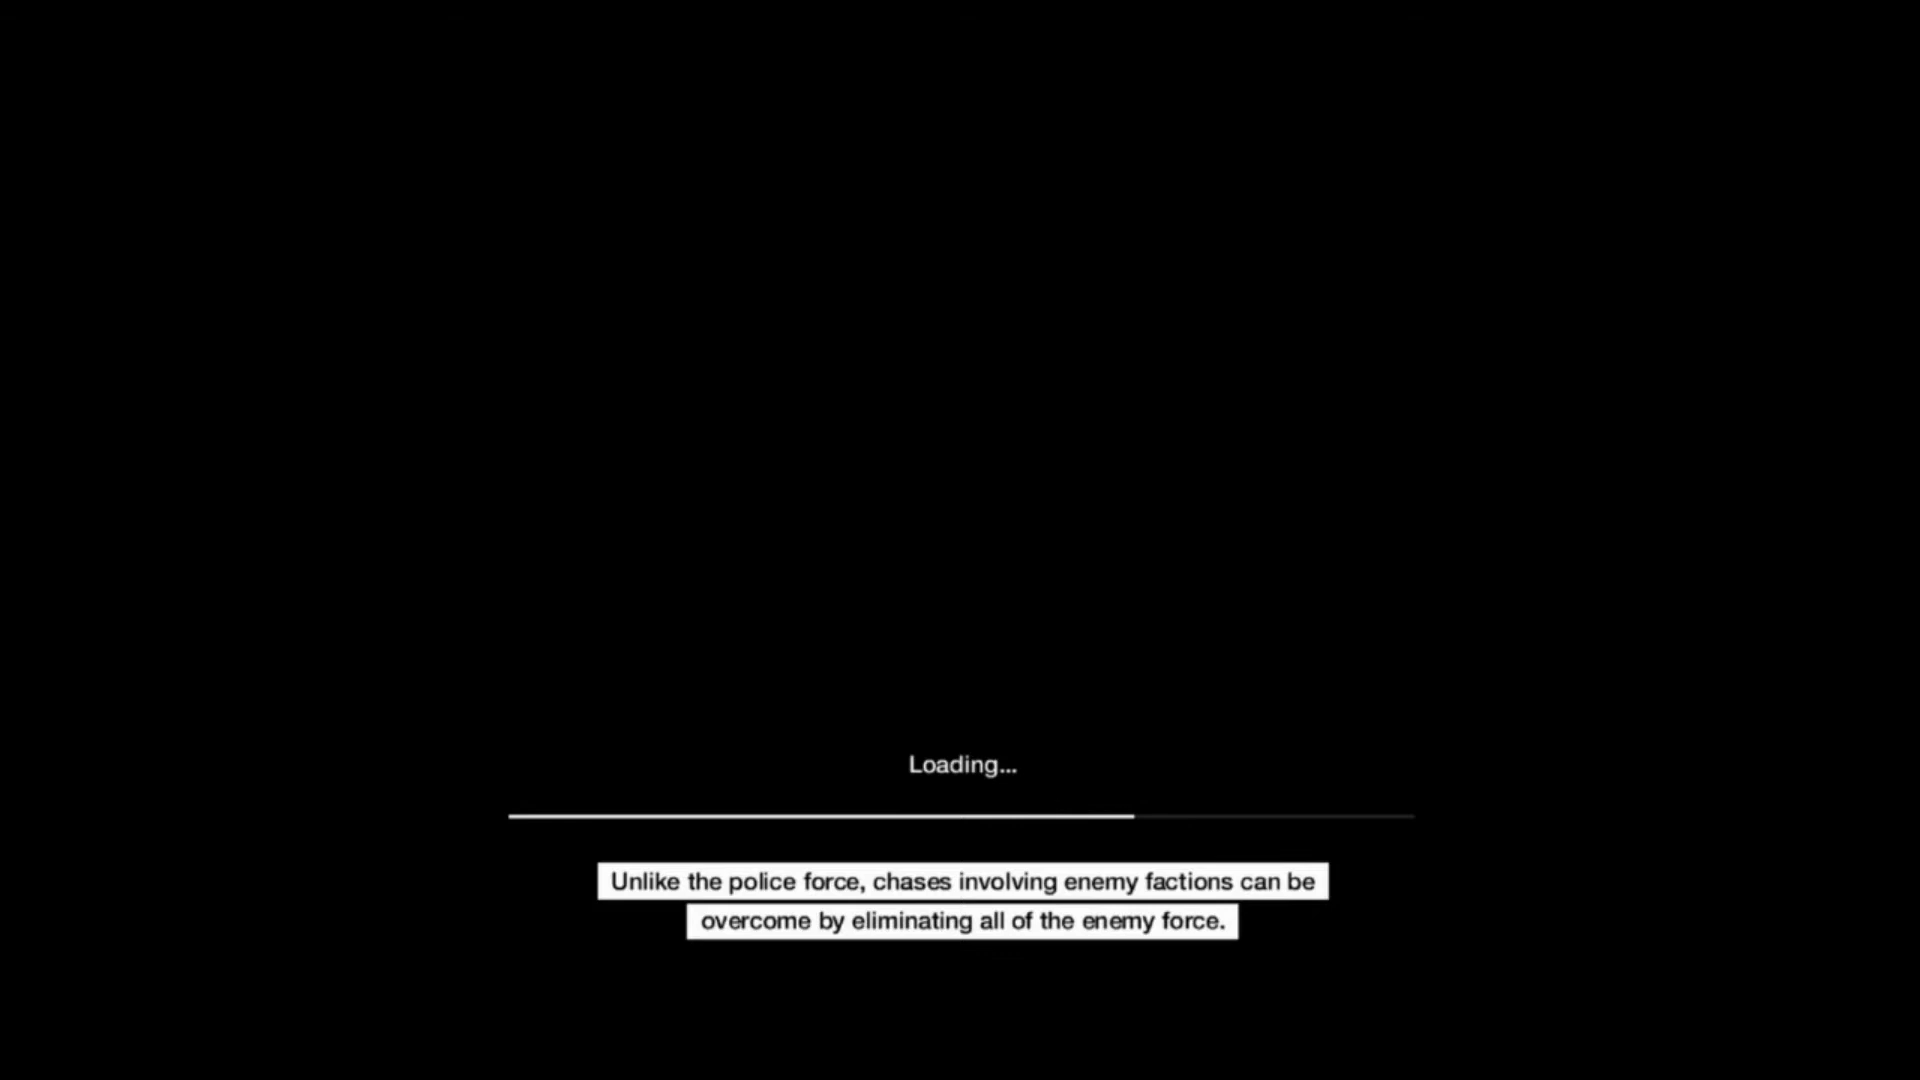 Loading...
Unlike the police force, chases involving enemy factions can be
overcome by eliminating all of the enemy force.